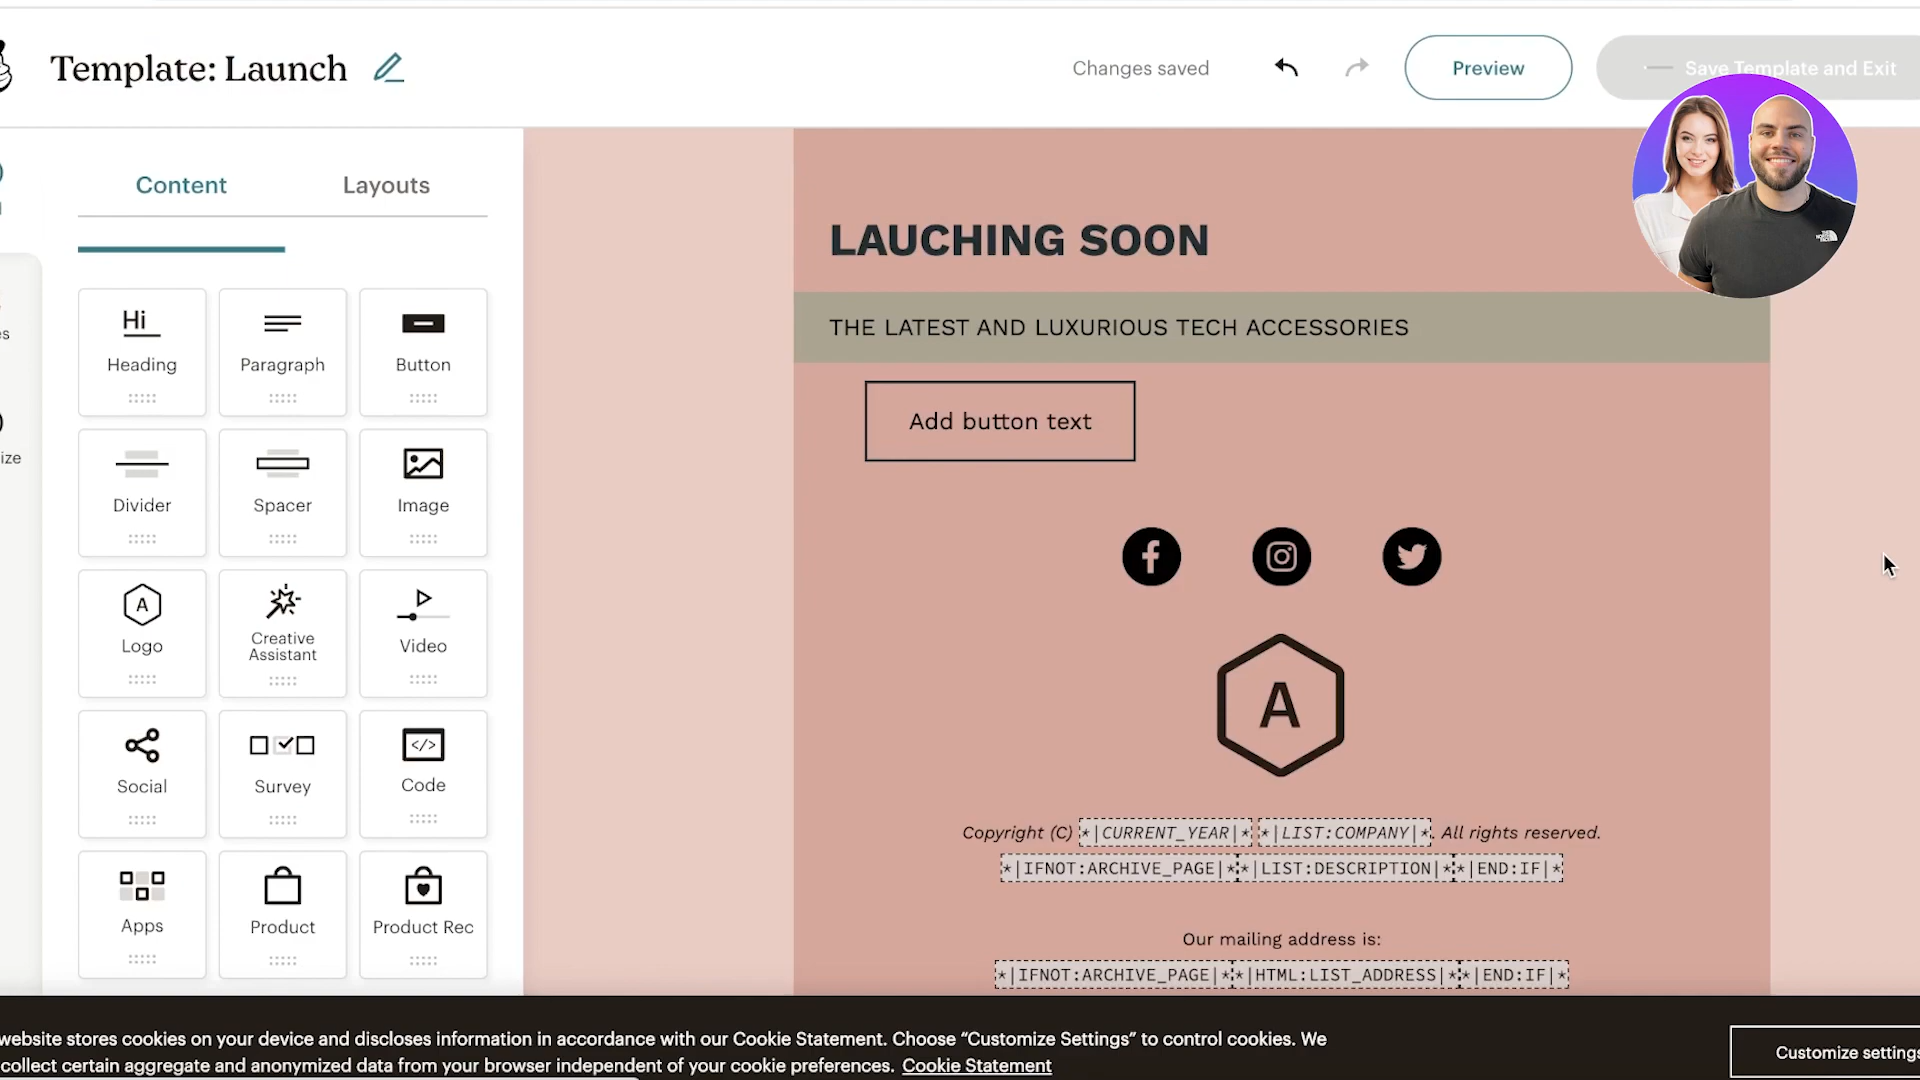 Template: Launch
Changes saved
Preview
Save Template and Exit
Content
Layouts
Hi
Heading
Paragraph
Button
Divider
Spacer
Image
A
Logo
Creative
Assistant
Video
Social
Survey
</>
Code
Apps
Product
Product Rec
ize
LAUCHING SOON
THE LATEST AND LUXURIOUS TECH ACCESSORIES
Add button text
A
Copyright (C) *|CURRENT_YEAR|* *|LIST:COMPANY|*. All rights reserved.
*|IFNOT:ARCHIVE_PAGE|**|LIST:DESCRIPTION|**|END:IF|*
Our mailing address is:
*|IFNOT:ARCHIVE_PAGE|**|HTML:LIST_ADDRESS|**|END:IF|*
website stores cookies on your device and discloses information in accordance with our Cookie Statement. Choose “Customize Settings” to control cookies. We
collect certain aggregate and anonymized data from your browser independent of your cookie preferences. Cookie Statement
Customize settings